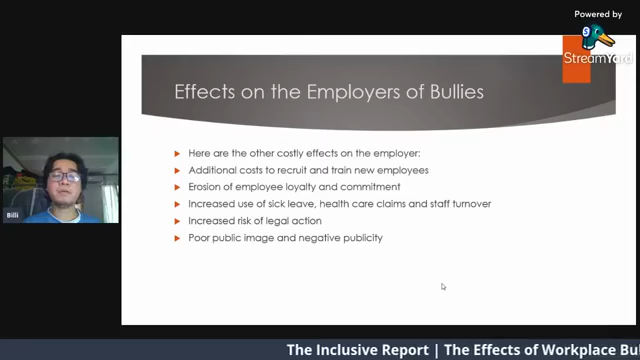 Powered by
StreamYard
Effects on the Employers of Bullies
Here are the other costly effects on the employer:
Additional costs to recruit and train new employees
Erosion of employee loyalty and commitment
Increased use of sick leave, health care claims and staff turnover
Increased risk of legal action
Poor public image and negative publicity
Billi
The Inclusive Report | The Effects of Workplace Bu